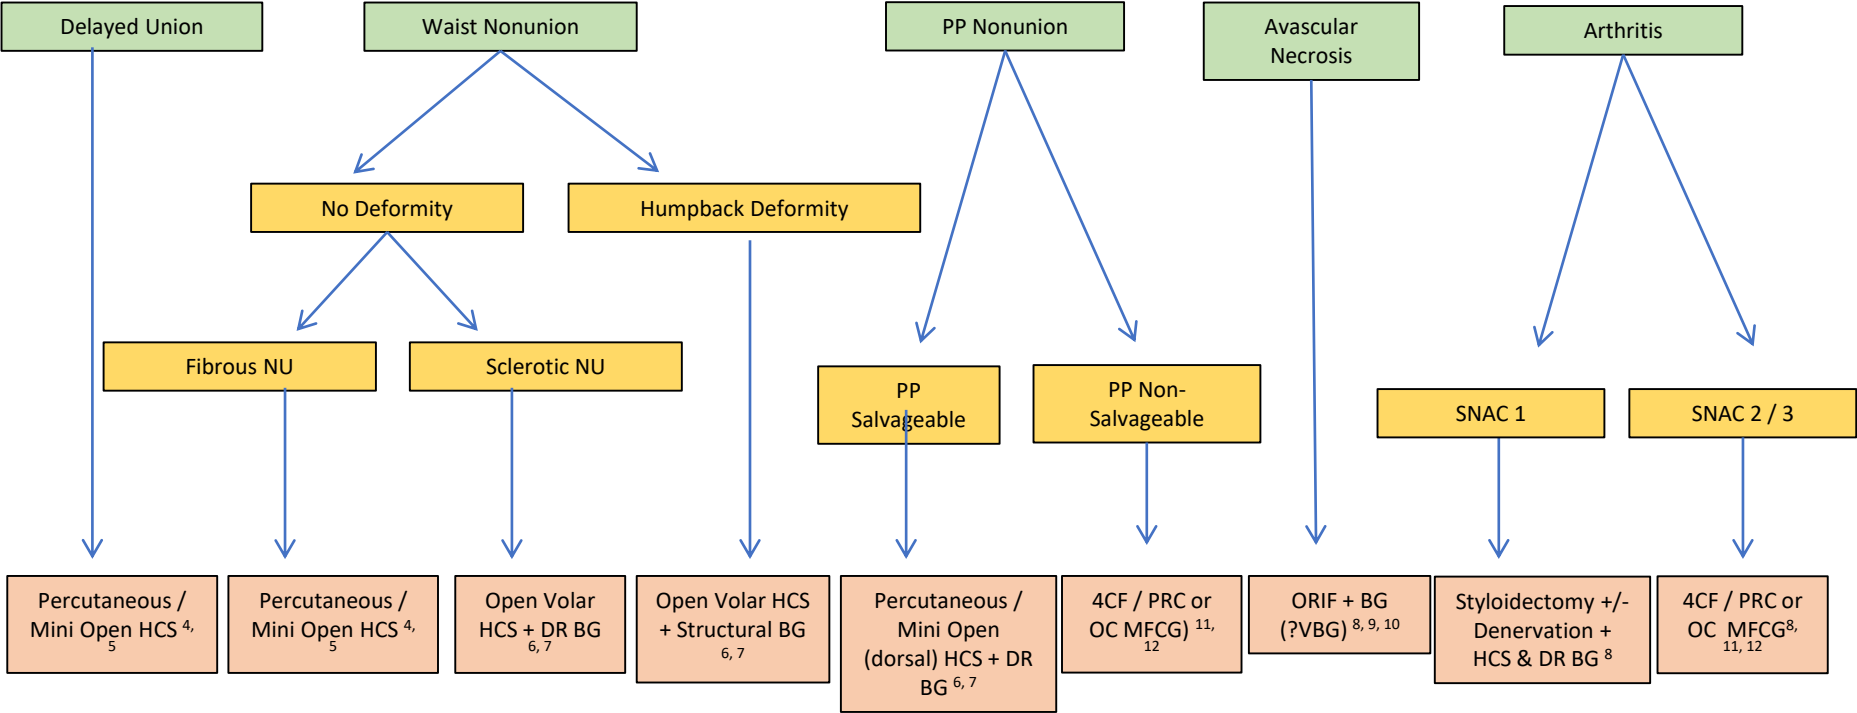 Delayed Union
Waist Nonunion
PP Nonunion
Avascular
Necrosis
Arthritis
No Deformity
Humpback Deformity
Fibrous NU
Sclerotic NU
PP
Salvageable
PP Non-
Salvageable
SNAC 1
SNAC 2 / 3
Percutaneous /
Mini Open HCS 4,
5
Percutaneous /
Mini Open HCS 4,
5
Open Volar
HCS + DR BG
6, 7
Open Volar HCS
+ Structural BG
6, 7
Percutaneous /
Mini Open
(dorsal) HCS + DR
BG 6, 7
4CF / PRC or
OC MFCG) 11,
12
ORIF + BG
(?VBG) 8, 9, 10
Styloidectomy +/-
Denervation +
HCS & DR BG 8
4CF / PRC or
OC MFCG8,
11, 12